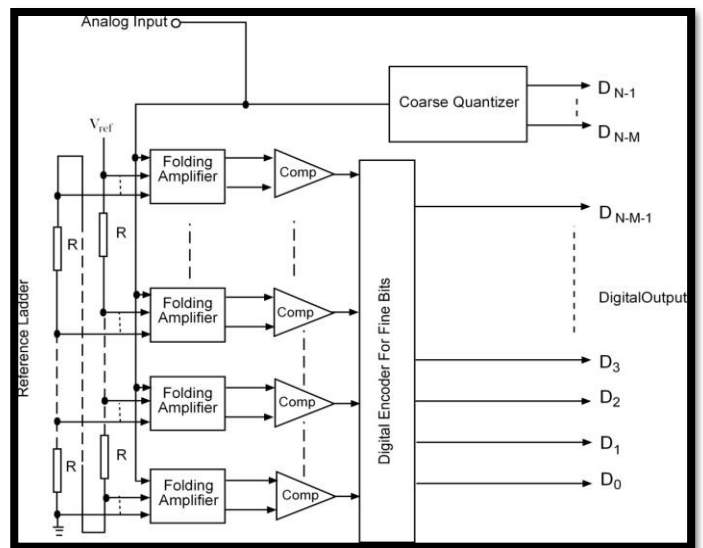 Analog Input
Coarse Quantizer
D N-1
D N-M
Vref
Folding
Amplifier
Comp
D N-M-1
R
R
Reference Ladder
Folding
Amplifier
Comp
Digital Encoder For Fine Bits
DigitalOutput
D3
Folding
Amplifier
Comp
D2
D1
R
R
Folding
Amplifier
Comp
D0